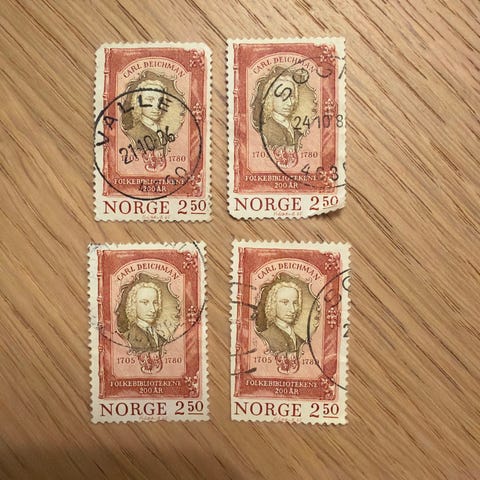 CARL DEICHMAN
VALLE
21·10·86
1705 1780
FOLKEBIBLIOTEKENE
200 ÅR
NORGE 2 50
CARL DEICHMAN
24 10 8
1705 1780
463
FOLKEBIBLIOTEKENE
200 ÅR
NORGE 2 50
CARL DEICHMAN
1705 1780
FOLKEBIBLIOTEKENE
200 ÅR
NORGE 2 50
CARL DEICHMAN
1705 1780
FOLKEBIBLIOTEKENE
200 ÅR
NORGE 2 50